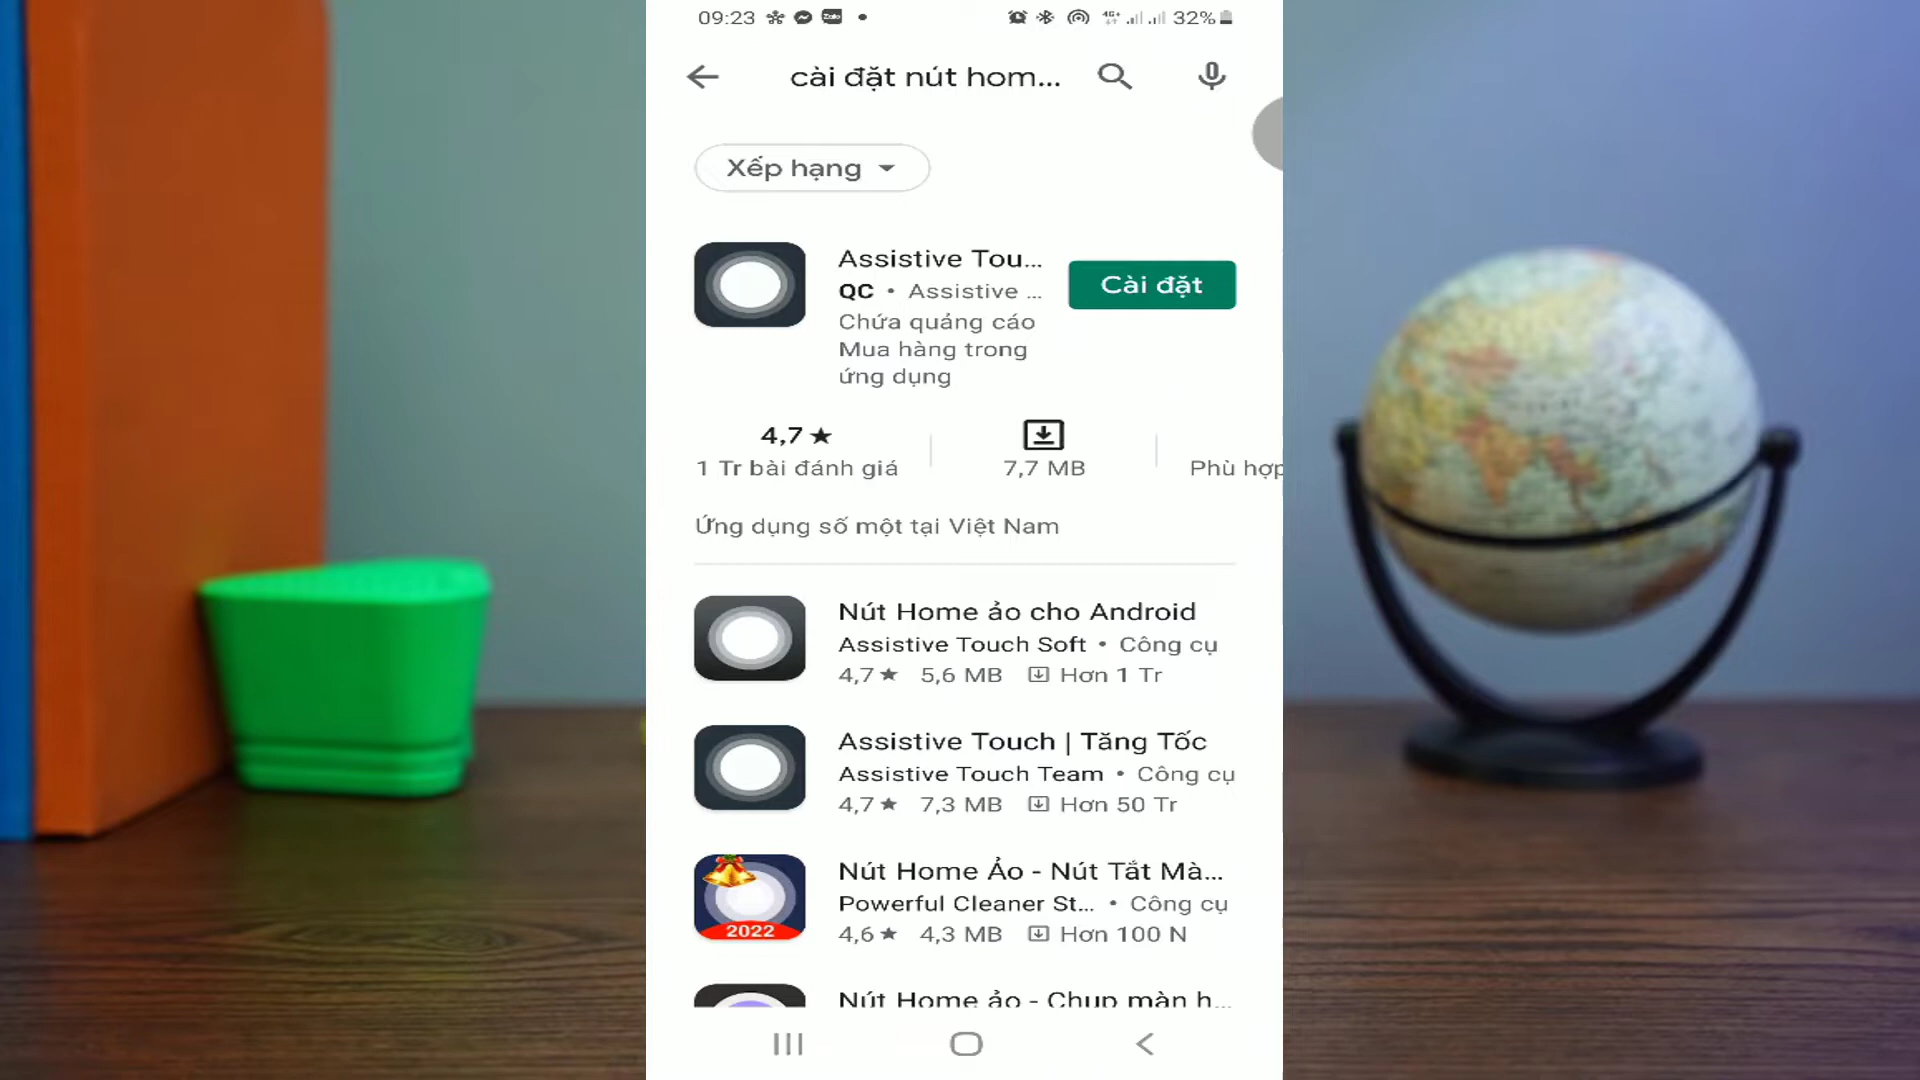 09:23 Zalo 4G+ 32%
cài đặt nút hom...
Xếp hạng
Assistive Tou...
QC • Assistive ...
Cài đặt
Chứa quảng cáo
Mua hàng trong
ứng dụng
4,7 ★
1 Tr bài đánh giá
7,7 MB
Phù hợp
Ứng dụng số một tại Việt Nam
Nút Home ảo cho Android
Assistive Touch Soft • Công cụ
4,7 ★ 5,6 MB Hơn 1 Tr
Assistive Touch | Tăng Tốc
Assistive Touch Team • Công cụ
4,7 ★ 7,3 MB Hơn 50 Tr
2022
Nút Home Ảo - Nút Tắt Mà...
Powerful Cleaner St... • Công cụ
4,6 ★ 4,3 MB Hơn 100 N
Nút Home ảo - Chụp màn h...